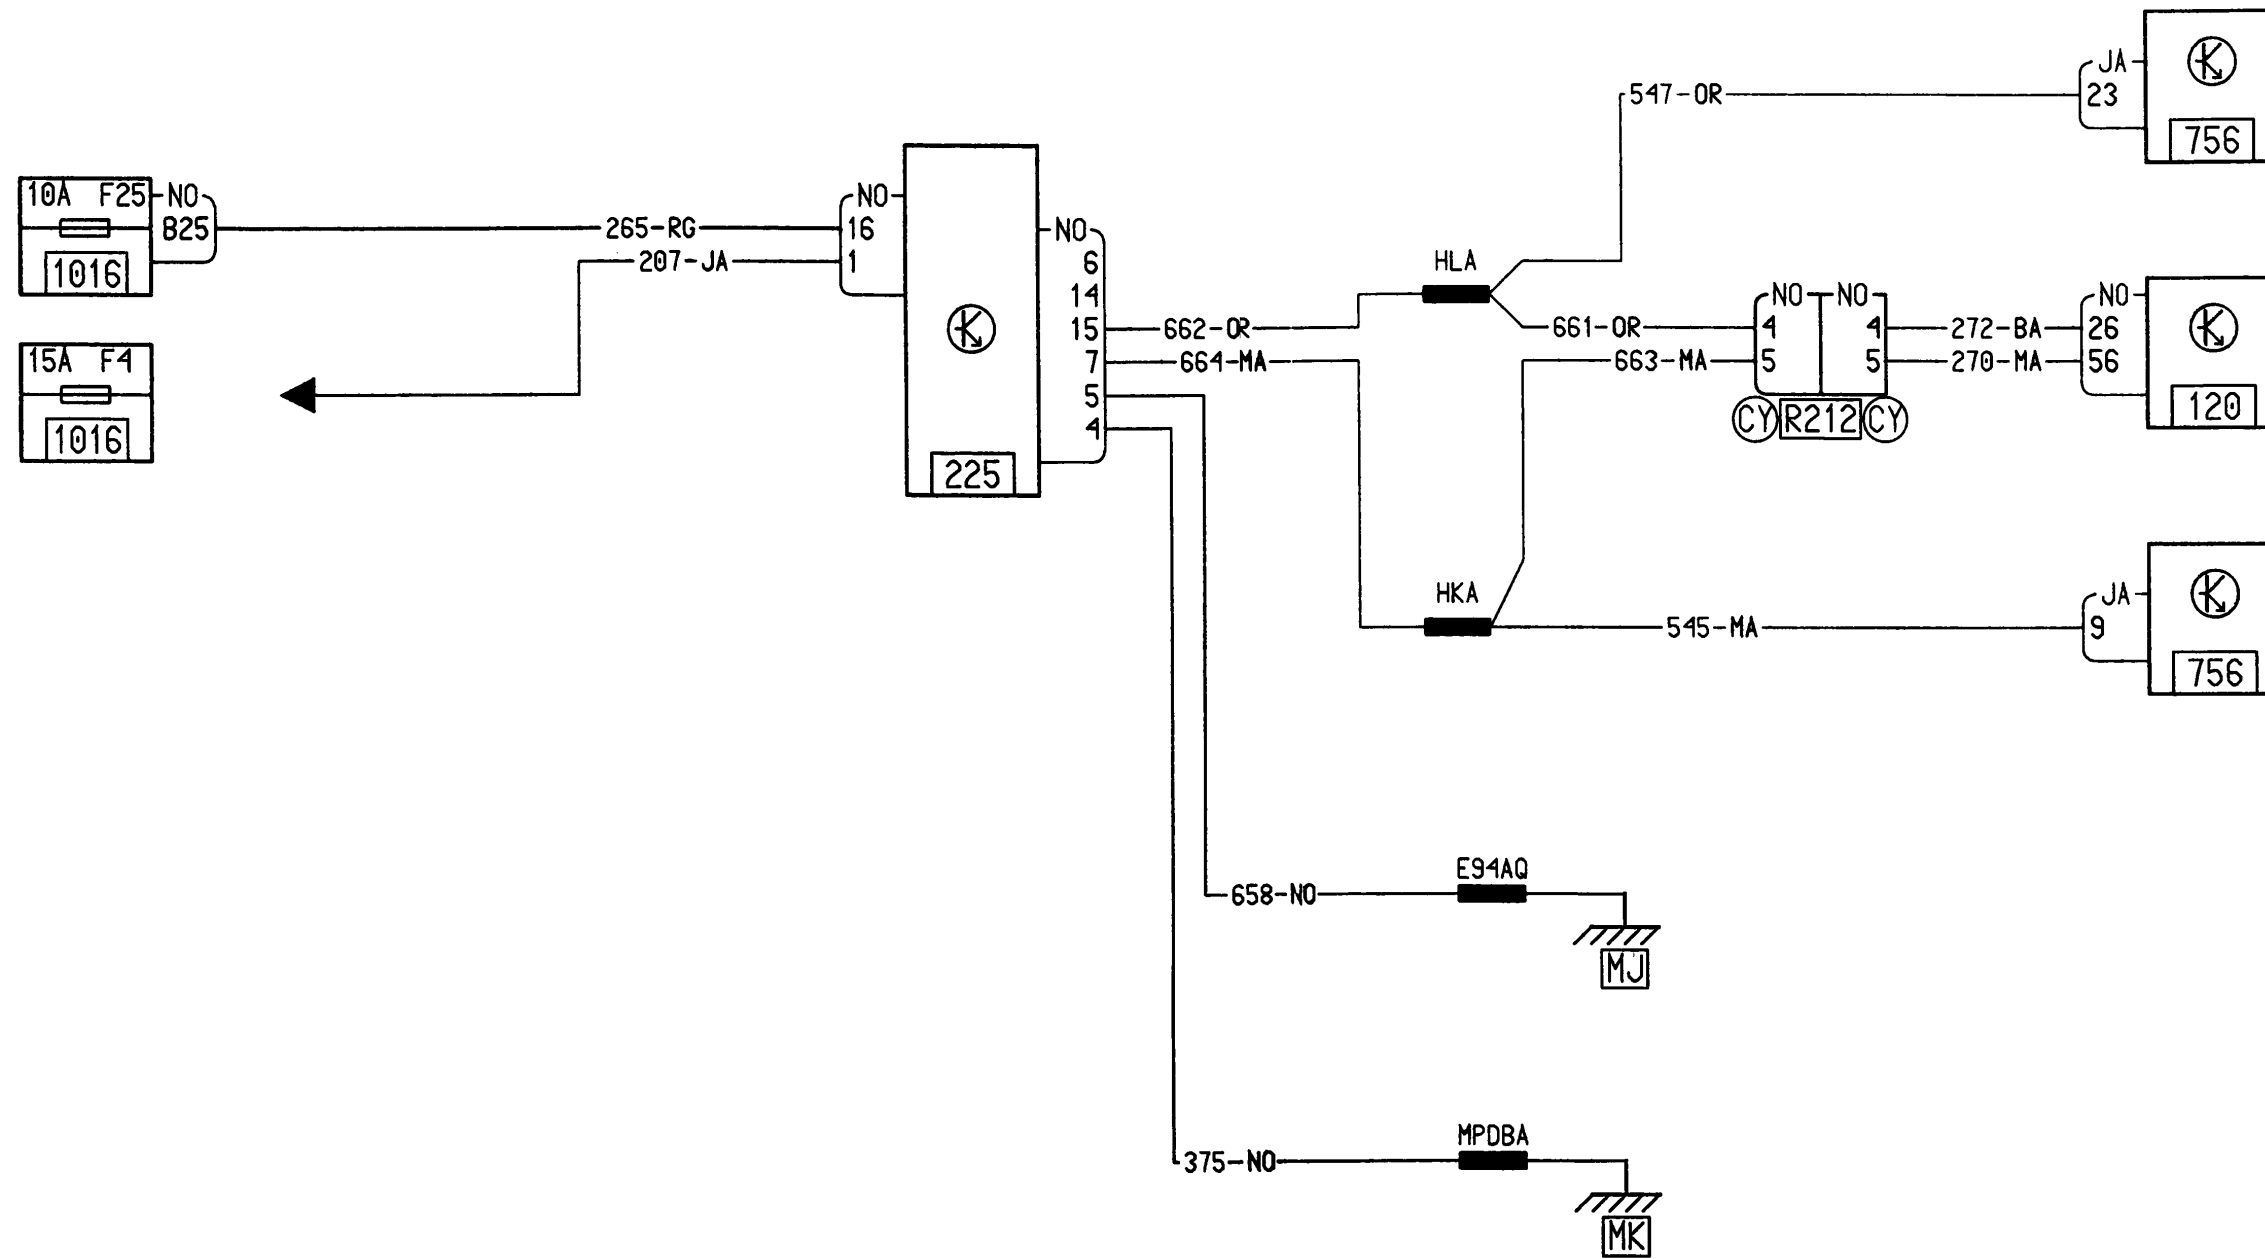 10A F25
NO
B25
1016
15A F4
1016
265-RG
207-JA
NO
16
1
225
NO
6
14
15
7
5
4
662-OR
664-MA
HLA
547-OR
JA
23
756
661-OR
663-MA
NO NO
4 4
5 5
CY R212 CY
272-BA
270-MA
NO
26
56
120
HKA
545-MA
JA
9
756
658-NO
E94AQ
MJ
375-NO
MPDBA
MK